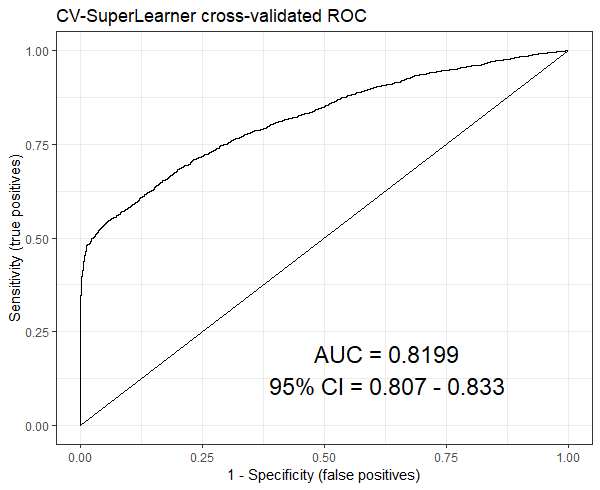 CV-SuperLearner cross-validated ROC
1.00
0.75
0.50
0.25
0.00
Sensitivity (true positives)
AUC = 0.8199
95% CI = 0.807 - 0.833
0.00 0.25 0.50 0.75 1.00
1 - Specificity (false positives)